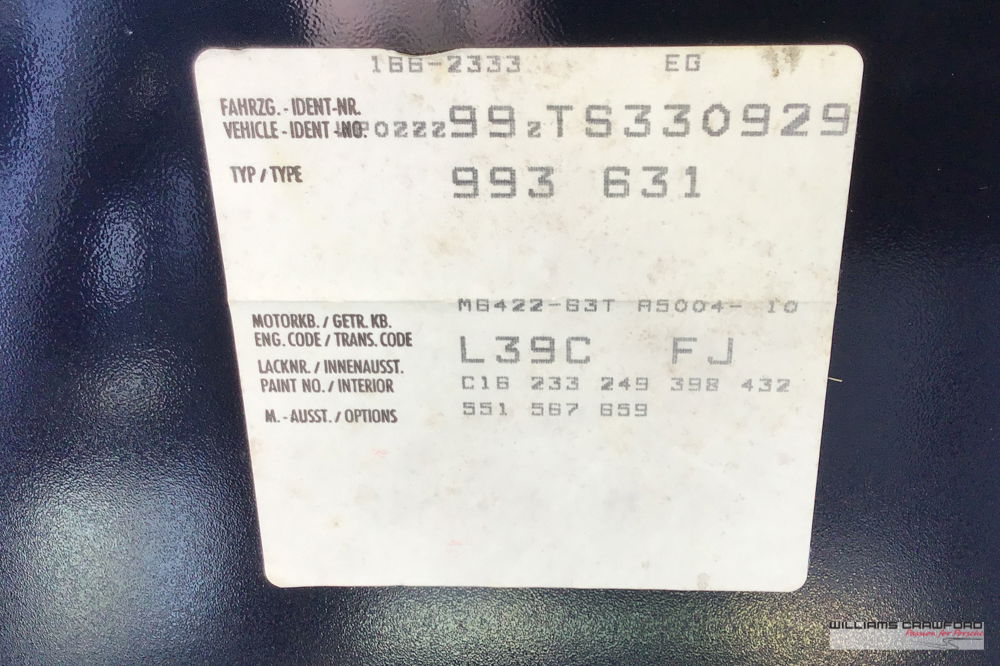 166-2333 EG
FAHRZG. - IDENT-NR.
VEHICLE - IDENT -NO. WP0ZZZ99ZTS330929
TYP / TYPE 993 631
M6422-63T A5004- 10
MOTORKB. / GETR. KB.
ENG. CODE / TRANS. CODE
L39C FJ
LACKNR. / INNENAUSST.
PAINT NO. / INTERIOR C16 233 249 398 432
M. - AUSST. / OPTIONS 551 567 659
WILLIAMS CRAWFORD
Passion for Porsche